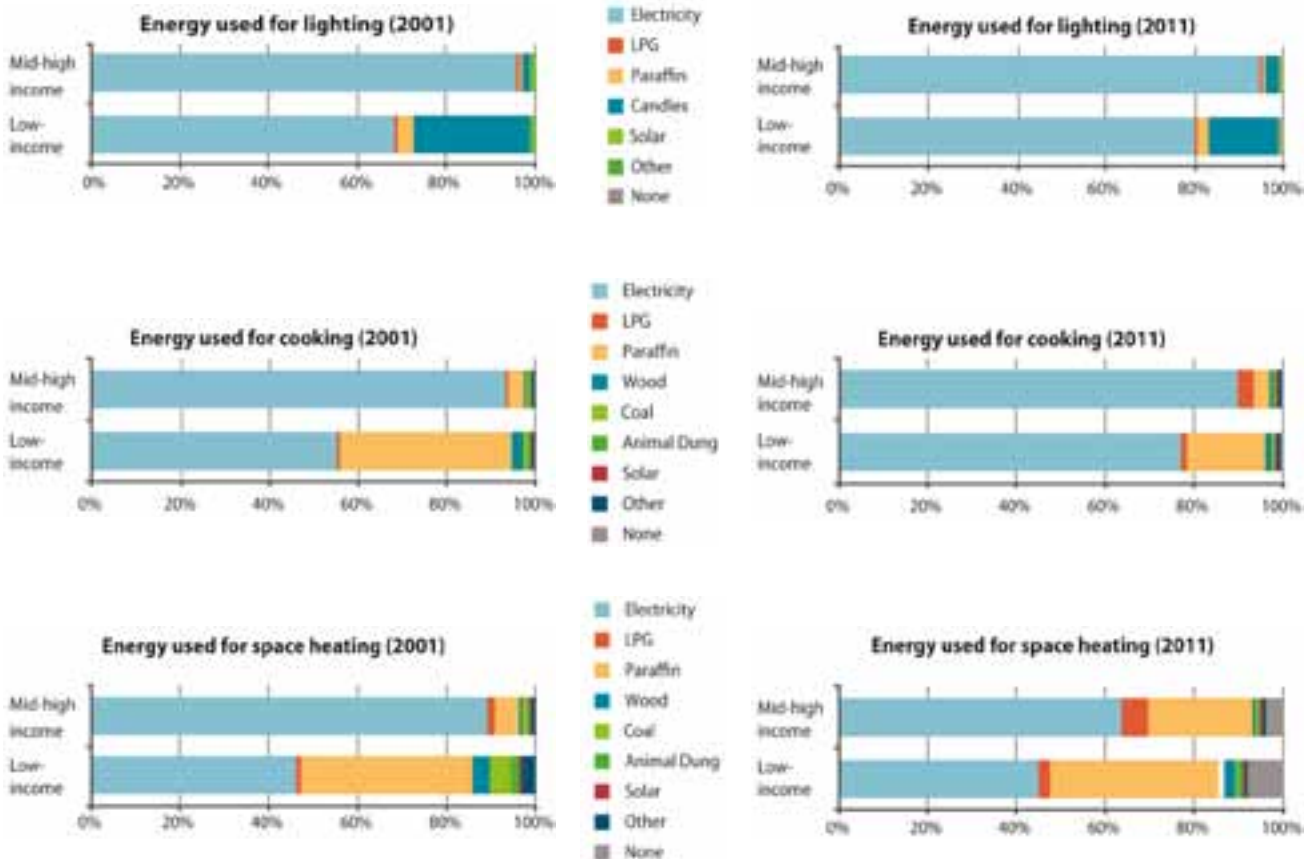 Energy used for lighting (2001)
Mid-high
income
Low-
income
0% 20% 40% 60% 80% 100%
Electricity
LPG
Paraffin
Candles
Solar
Other
None
Energy used for lighting (2011)
Mid-high
income
Low-
income
0% 20% 40% 60% 80% 100%
Energy used for cooking (2001)
Mid-high
income
Low-
income
0% 20% 40% 60% 80% 100%
Electricity
LPG
Paraffin
Wood
Coal
Animal Dung
Solar
Other
None
Energy used for cooking (2011)
Mid-high
income
Low-
income
0% 20% 40% 60% 80% 100%
Energy used for space heating (2001)
Mid-high
income
Low-
income
0% 20% 40% 60% 80% 100%
Electricity
LPG
Paraffin
Wood
Coal
Animal Dung
Solar
Other
None
Energy used for space heating (2011)
Mid-high
income
Low-
income
0% 20% 40% 60% 80% 100%